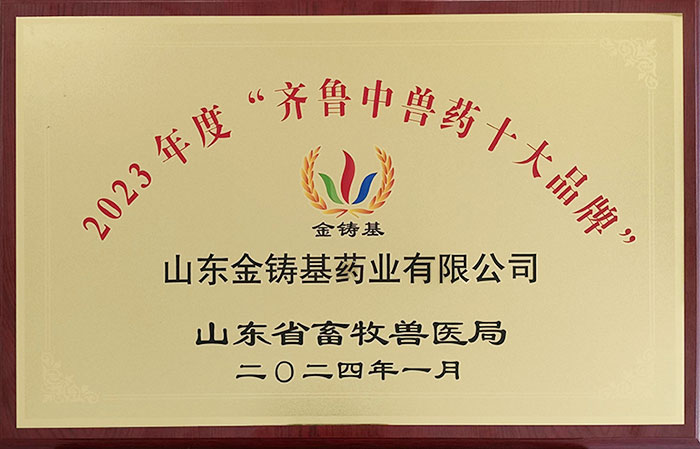 2023年度“齐鲁中兽药十大品牌”
金铸基
山东金铸基药业有限公司
山东省畜牧兽医局
二〇二四年一月